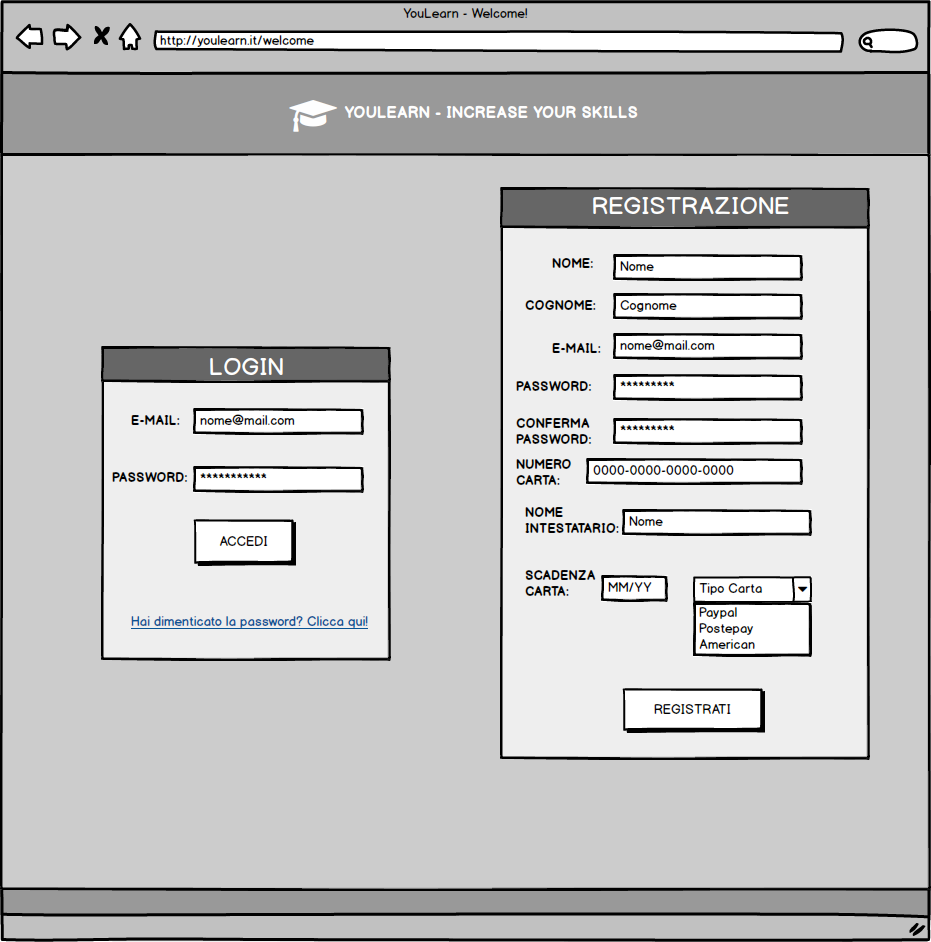 YouLearn - Welcome!
http://youlearn.it/welcome
YOULEARN - INCREASE YOUR SKILLS
LOGIN
E-MAIL: nome@mail.com
PASSWORD: ***********
ACCEDI
Hai dimenticato la password? Clicca qui!
REGISTRAZIONE
NOME: Nome
COGNOME: Cognome
E-MAIL: nome@mail.com
PASSWORD: *********
CONFERMA
PASSWORD: *********
NUMERO
CARTA: 0000-0000-0000-0000
NOME
INTESTATARIO: Nome
SCADENZA
CARTA: MM/YY Tipo Carta
Paypal
Postepay
American
REGISTRATI